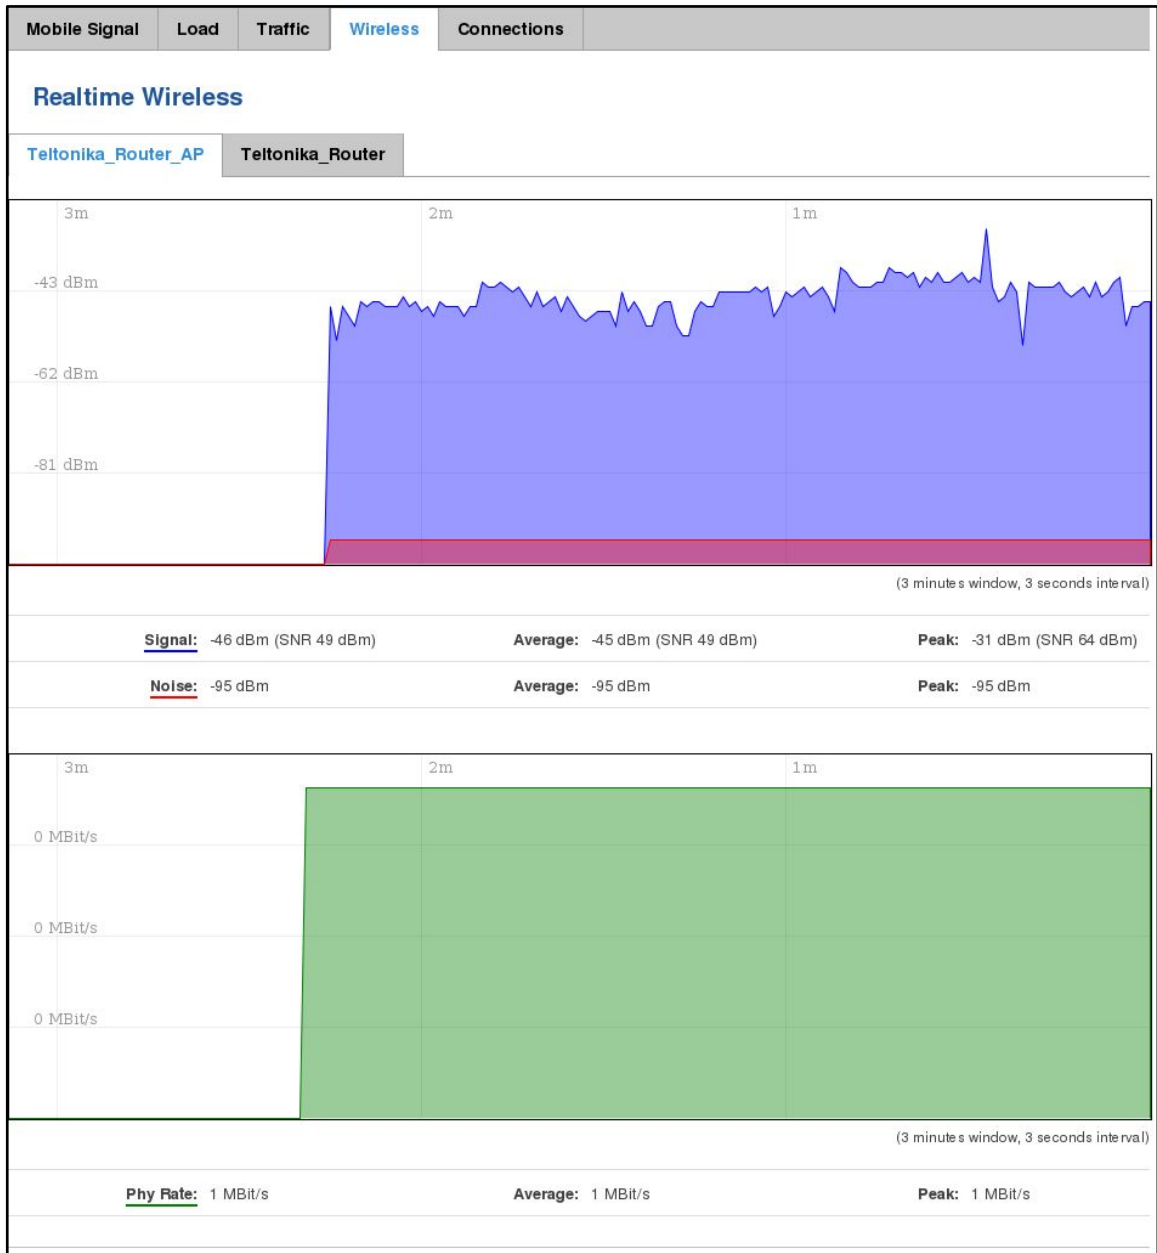 Mobile Signal Load Traffic Wireless Connections
Realtime Wireless
Teltonika_Router_AP Teltonika_Router
3m 2m 1m
-43 dBm
-62 dBm
-81 dBm
(3 minutes window, 3 seconds interval)
Signal: -46 dBm (SNR 49 dBm) Average: -45 dBm (SNR 49 dBm) Peak: -31 dBm (SNR 64 dBm)
Noise: -95 dBm Average: -95 dBm Peak: -95 dBm
3m 2m 1m
0 MBit/s
0 MBit/s
0 MBit/s
(3 minutes window, 3 seconds interval)
Phy Rate: 1 MBit/s Average: 1 MBit/s Peak: 1 MBit/s